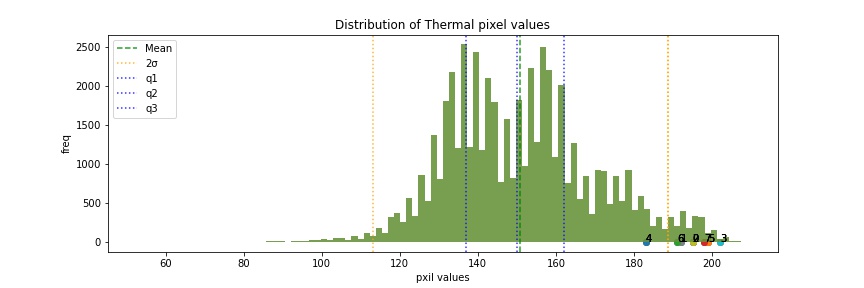 Distribution of Thermal pixel values
Mean
2σ
q1
q2
q3
2500
2000
1500
1000
500
0
freq
4 3
60 80 100 120 140 160 180 200
pxil values